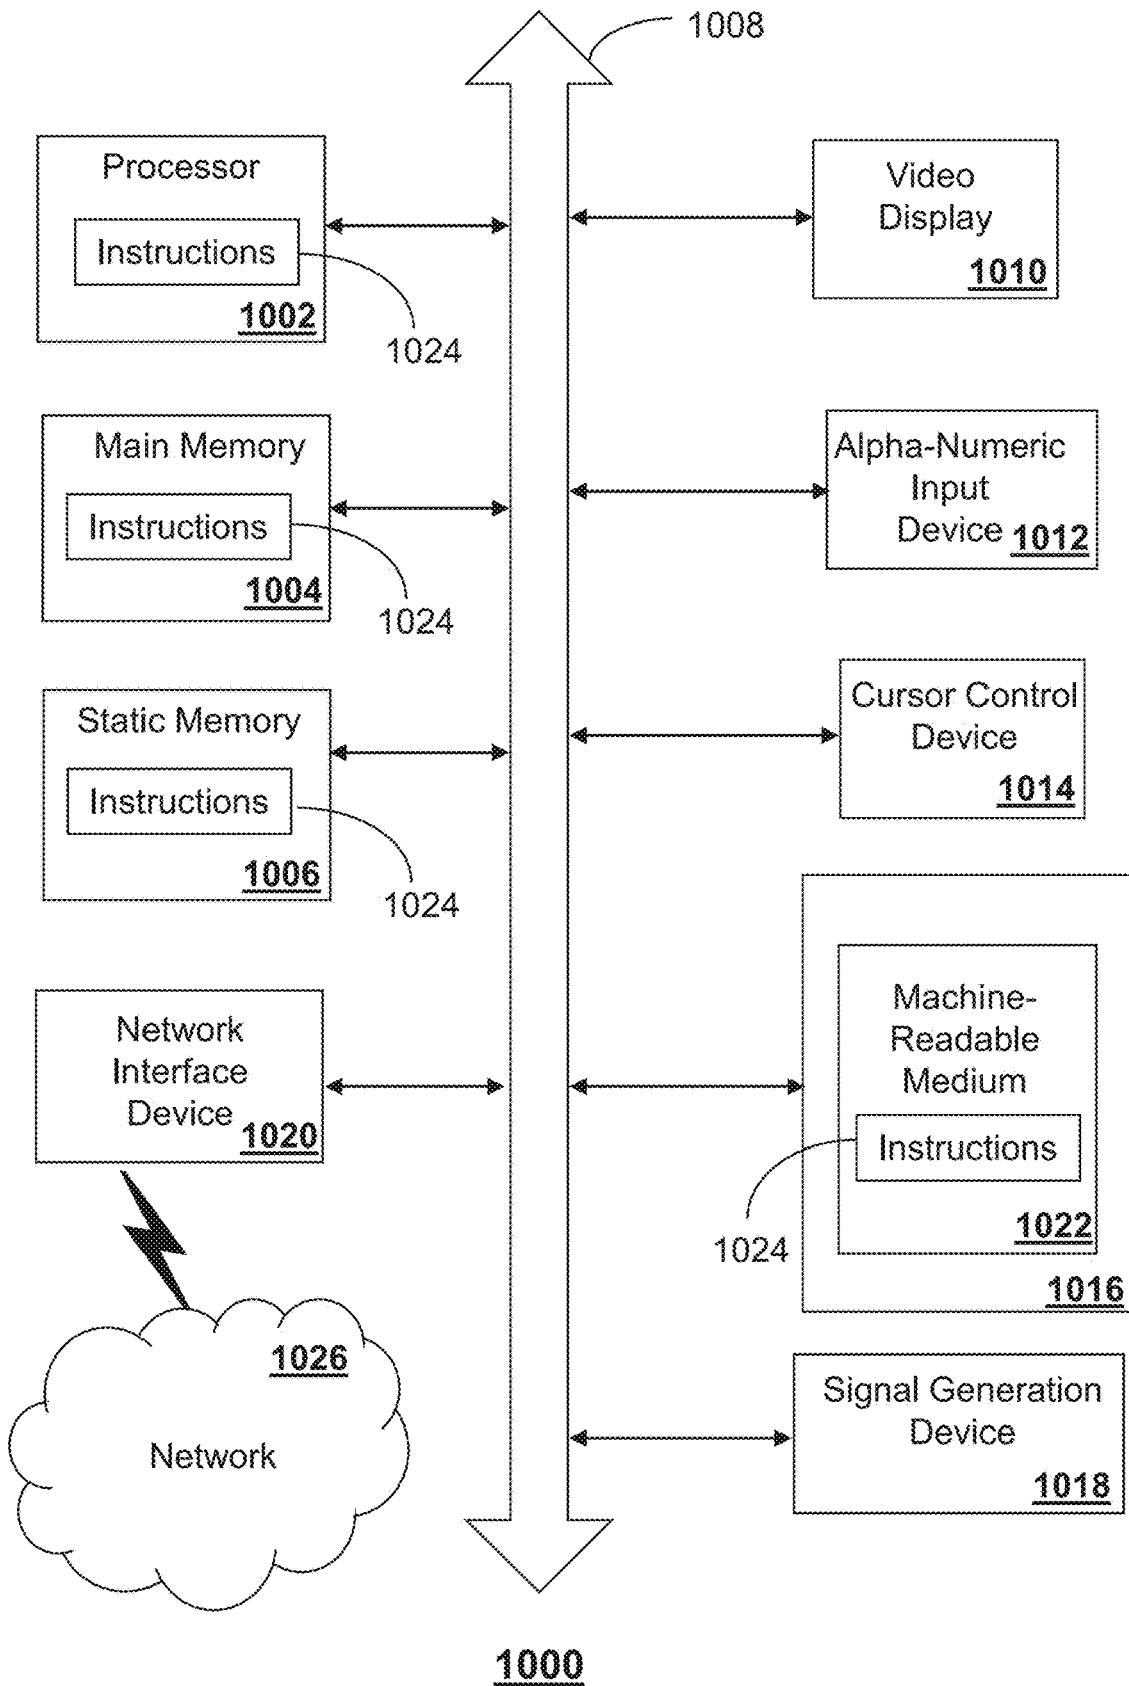 1008
Processor
Instructions
1002
1024
Main Memory
Instructions
1004
1024
Static Memory
Instructions
1006
1024
Network
Interface
Device
1020
1026
Network
Video
Display
1010
Alpha-Numeric
Input
Device
1012
Cursor Control
Device
1014
Machine-
Readable
Medium
Instructions
1024
1022
1016
Signal Generation
Device
1018
1000